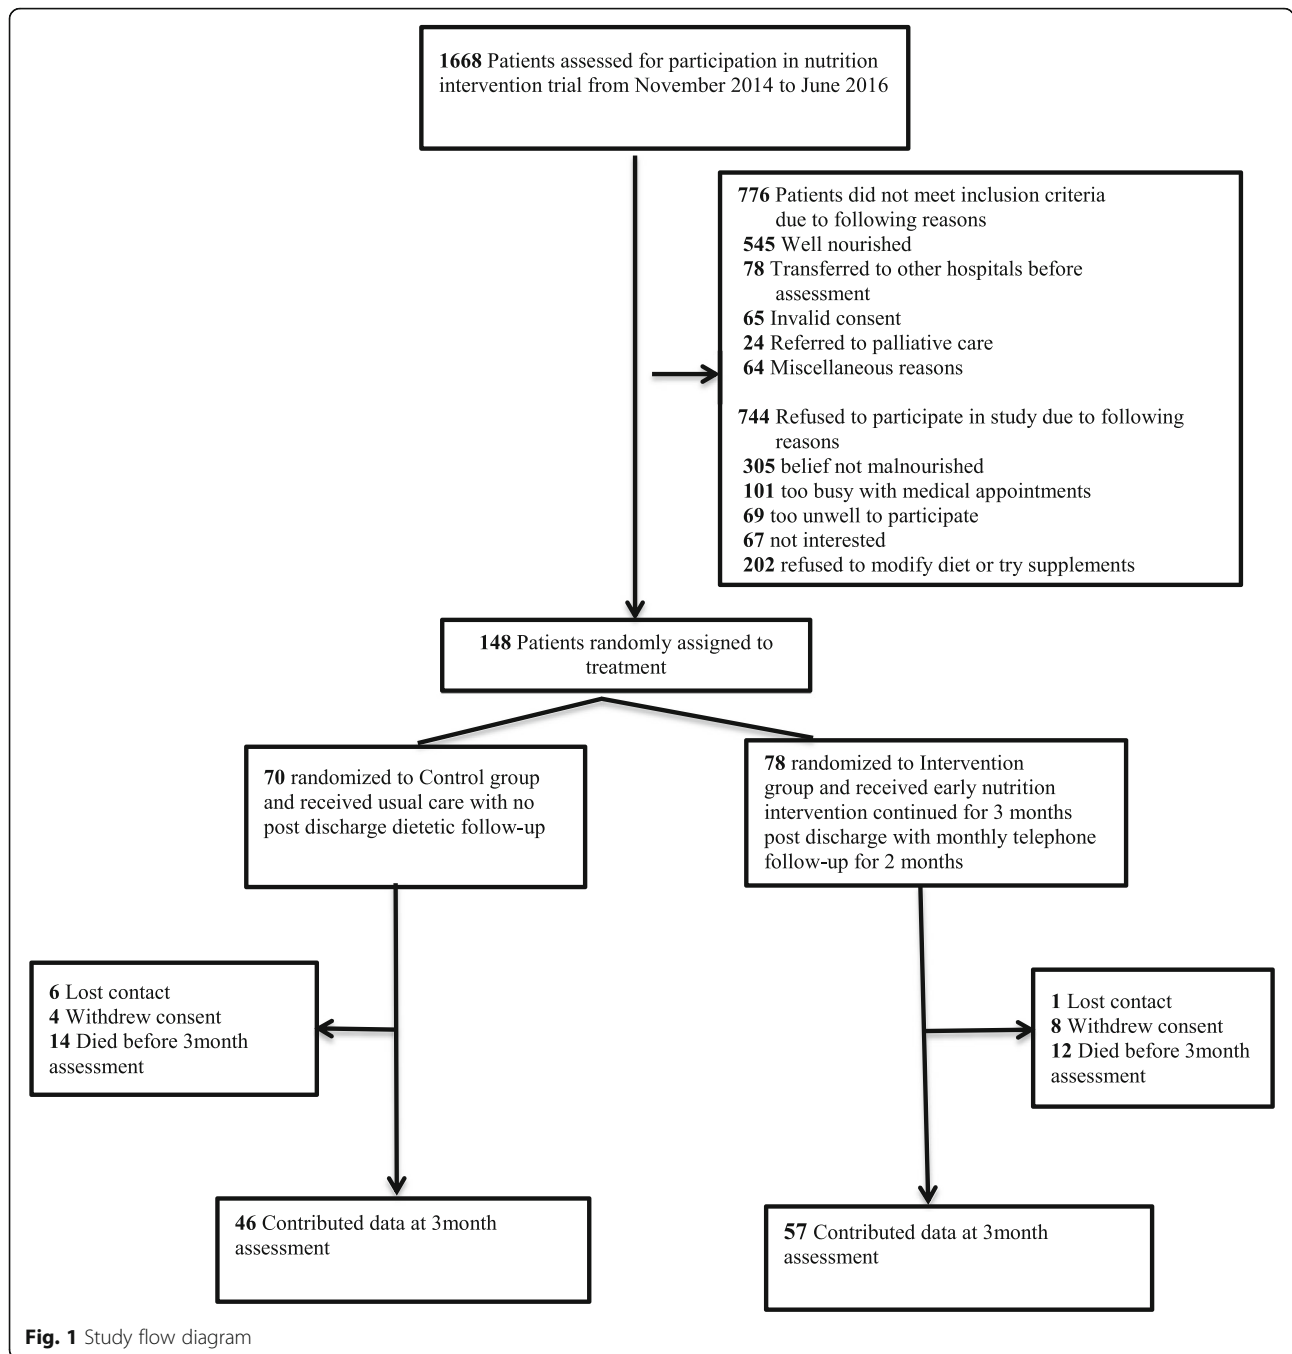 1668 Patients assessed for participation in nutrition
intervention trial from November 2014 to June 2016
776 Patients did not meet inclusion criteria
due to following reasons
545 Well nourished
78 Transferred to other hospitals before
assessment
65 Invalid consent
24 Referred to palliative care
64 Miscellaneous reasons
744 Refused to participate in study due to following
reasons
305 belief not malnourished
101 too busy with medical appointments
69 too unwell to participate
67 not interested
202 refused to modify diet or try supplements
148 Patients randomly assigned to
treatment
70 randomized to Control group
and received usual care with no
post discharge dietetic follow-up
78 randomized to Intervention
group and received early nutrition
intervention continued for 3 months
post discharge with monthly telephone
follow-up for 2 months
6 Lost contact
4 Withdrew consent
14 Died before 3month
assessment
1 Lost contact
8 Withdrew consent
12 Died before 3month
assessment
46 Contributed data at 3month
assessment
57 Contributed data at 3month
assessment
Fig. 1 Study flow diagram